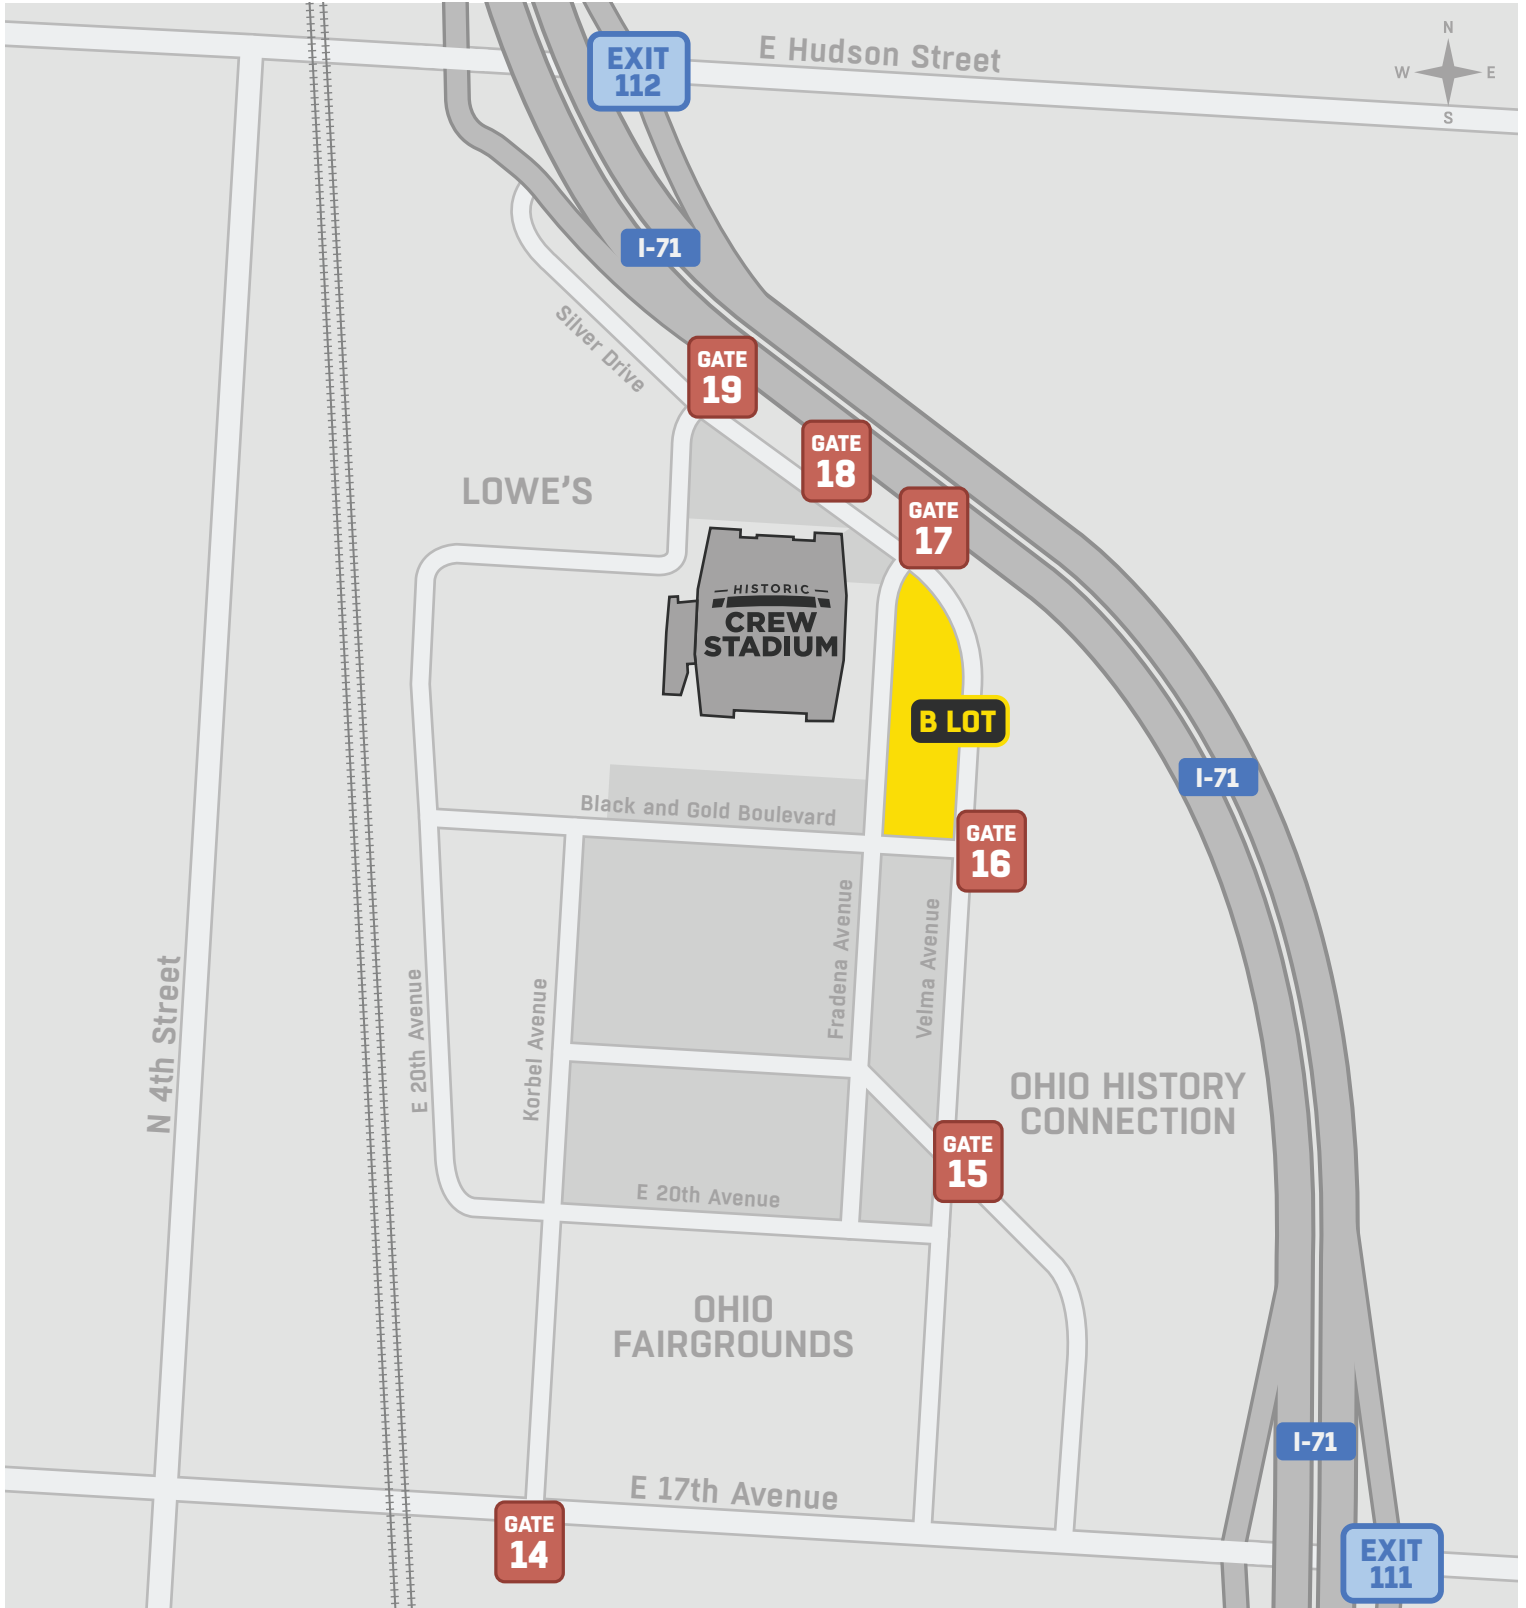 E Hudson Street
N
W
E
S
EXIT
112
I-71
Silver Drive
GATE
19
GATE
18
LOWE'S
GATE
17
HISTORIC
CREW
STADIUM
B LOT
I-71
Black and Gold Boulevard
GATE
16
Fradena Avenue
Velma Avenue
N 4th Street
E 20th Avenue
Korbel Avenue
OHIO HISTORY
CONNECTION
GATE
15
E 20th Avenue
OHIO
FAIRGROUNDS
I-71
E 17th Avenue
GATE
14
EXIT
111